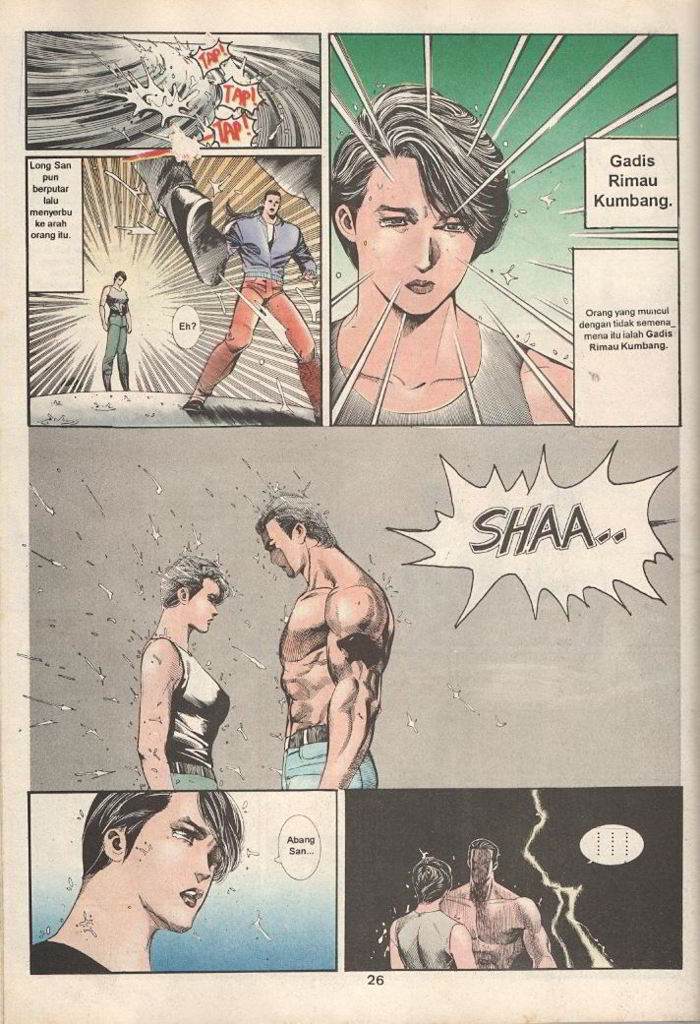 TAP!
TAP!
TAP!
Long San
pun
berputar
lalu
menyerbu
ke arah
orang itu.
Eh?
Gadis
Rimau
Kumbang.
Orang yang muncul
dengan tidak semena_
mena itu ialah Gadis
Rimau Kumbang.
SHAA..
Abang
San...
26